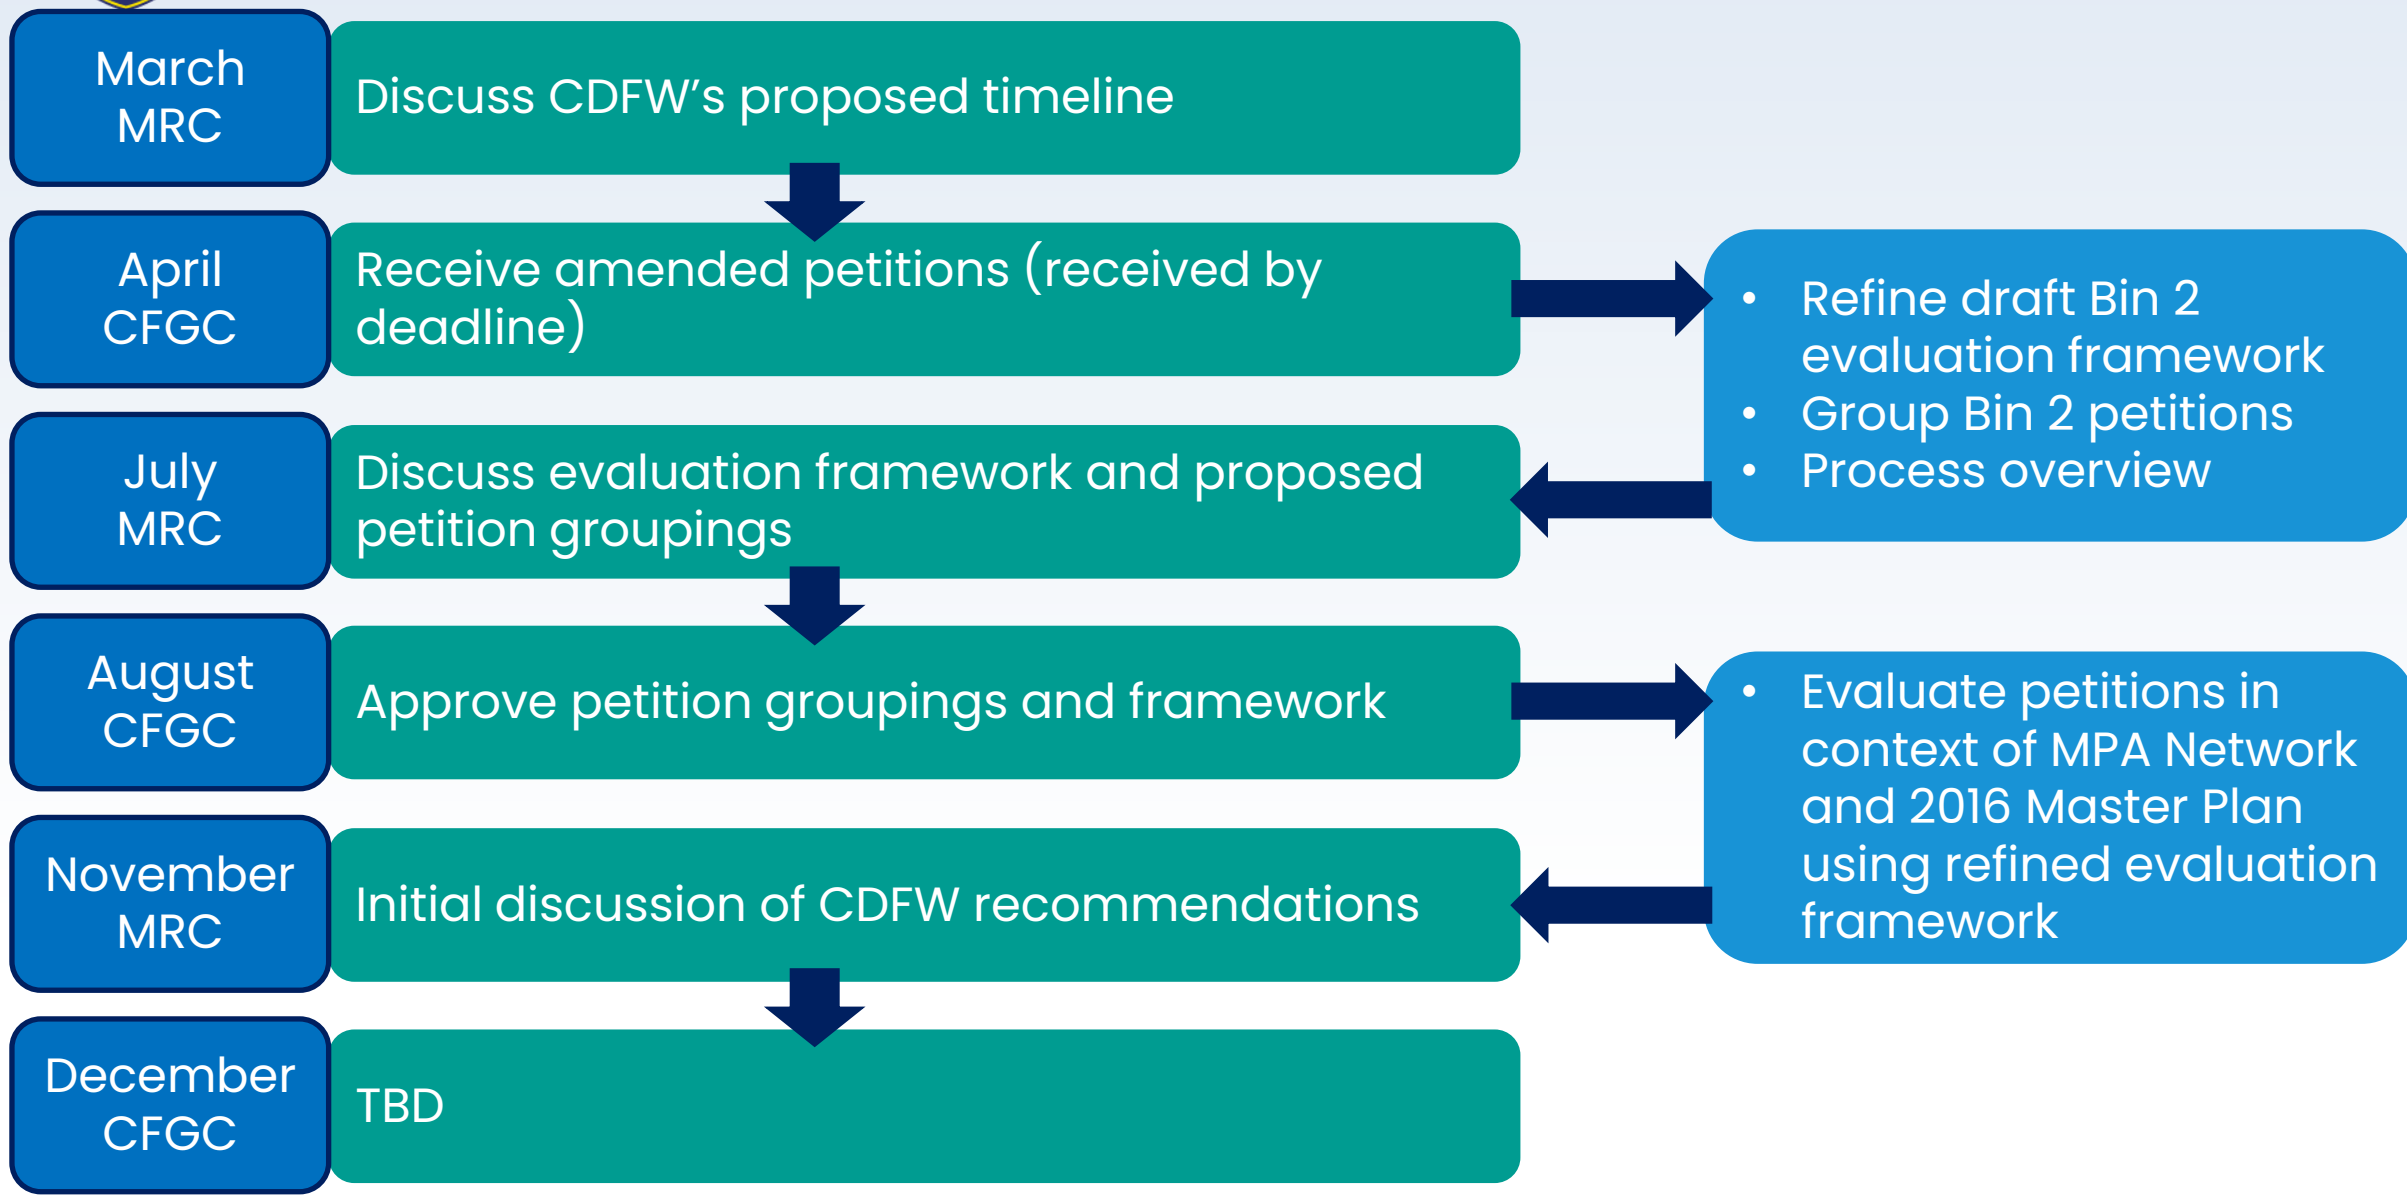 March
MRC
Discuss CDFW’s proposed timeline
April
CFGC
Receive amended petitions (received by
deadline)
• Refine draft Bin 2
evaluation framework
• Group Bin 2 petitions
• Process overview
July
MRC
Discuss evaluation framework and proposed
petition groupings
August
CFGC
Approve petition groupings and framework
• Evaluate petitions in
context of MPA Network
and 2016 Master Plan
using refined evaluation
framework
November
MRC
Initial discussion of CDFW recommendations
December
CFGC
TBD